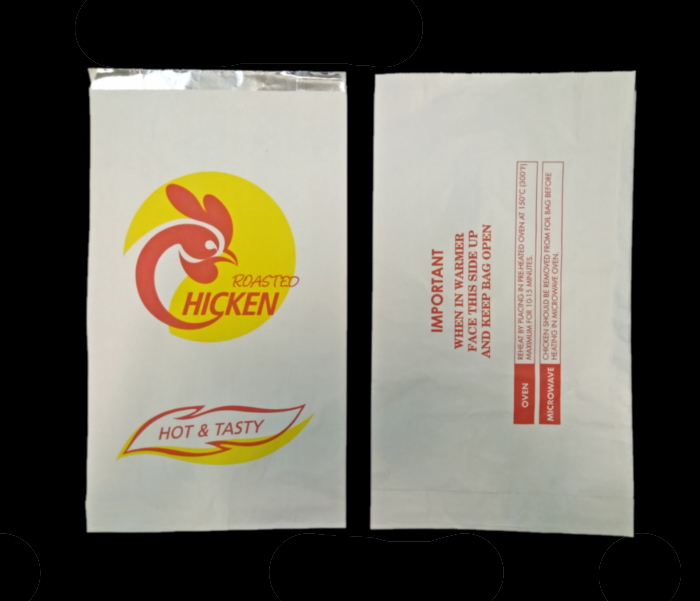 ROASTED
CHICKEN
HOT & TASTY
IMPORTANT
WHEN IN WARMER
FACE THIS SIDE UP
AND KEEP BAG OPEN
OVEN
REHEAT BY PLACING IN PRE-HEATED OVEN AT 150°C (300°F)
MAXIMUM FOR 10-15 MINUTES.
MICROWAVE
CHICKEN SHOULD BE REMOVED FROM FOIL BAG BEFORE
HEATING IN MICROWAVE OVEN.